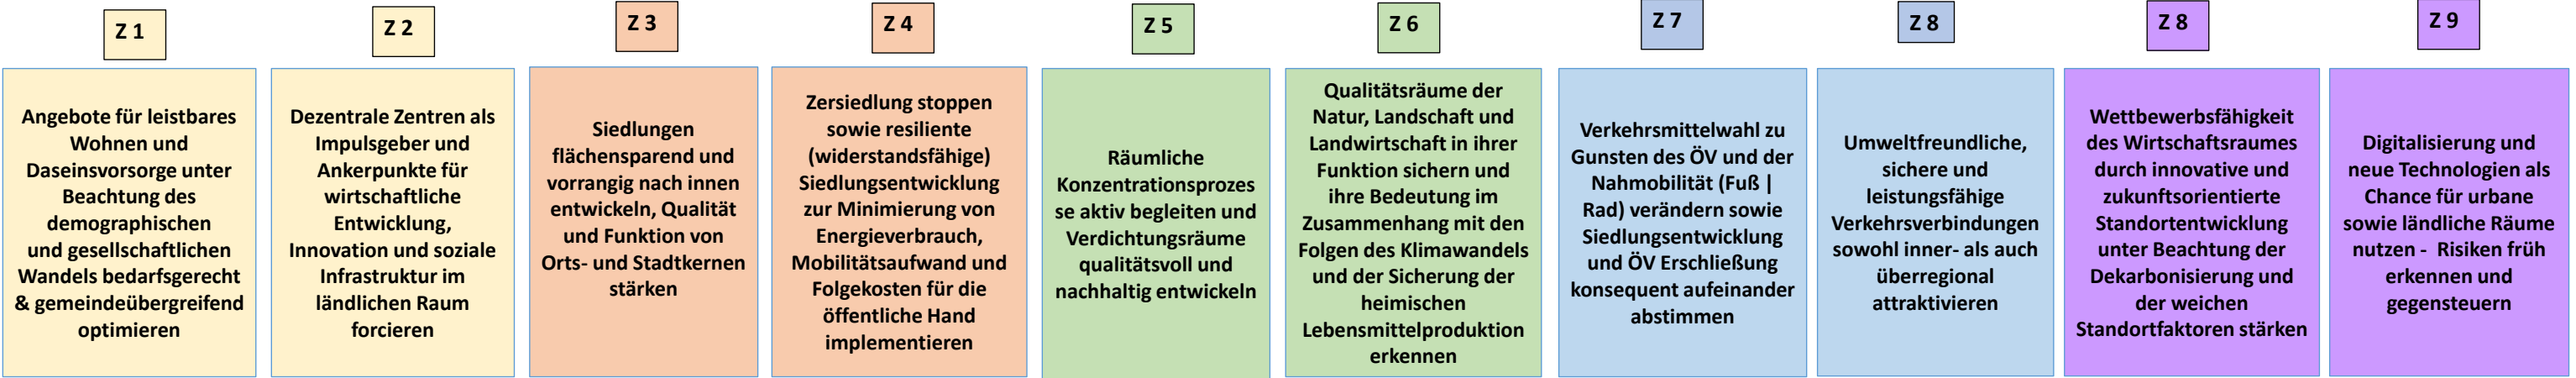 Z 1
Angebote für leistbares
Wohnen und
Daseinsvorsorge unter
Beachtung des
demographischen
und gesellschaftlichen
Wandels bedarfsgerecht
& gemeindeübergreifend
optimieren
Z 2
Dezentrale Zentren als
Impulsgeber und
Ankerpunkte für
wirtschaftliche
Entwicklung,
Innovation und soziale
Infrastruktur im
ländlichen Raum
forcieren
Z 3
Siedlungen
flächensparend und
vorrangig nach innen
entwickeln, Qualität
und Funktion von
Orts- und Stadtkernen
stärken
Z 4
Zersiedlung stoppen
sowie resiliente
(widerstandsfähige)
Siedlungsentwicklung
zur Minimierung von
Energieverbrauch,
Mobilitätsaufwand und
Folgekosten für die
öffentliche Hand
implementieren
Z 5
Räumliche
Konzentrationsprozes
se aktiv begleiten und
Verdichtungsräume
qualitätsvoll und
nachhaltig entwickeln
Z 6
Qualitätsräume der
Natur, Landschaft und
Landwirtschaft in ihrer
Funktion sichern und
ihre Bedeutung im
Zusammenhang mit den
Folgen des Klimawandels
und der Sicherung der
heimischen
Lebensmittelproduktion
erkennen
Z 7
Verkehrsmittelwahl zu
Gunsten des ÖV und der
Nahmobilität (Fuß |
Rad) verändern sowie
Siedlungsentwicklung
und ÖV Erschließung
konsequent aufeinander
abstimmen
Z 8
Umweltfreundliche,
sichere und
leistungsfähige
Verkehrsverbindungen
sowohl inner- als auch
überregional
attraktivieren
Z 8
Wettbewerbsfähigkeit
des Wirtschaftsraumes
durch innovative und
zukunftsorientierte
Standortentwicklung
unter Beachtung der
Dekarbonisierung und
der weichen
Standortfaktoren stärken
Z 9
Digitalisierung und
neue Technologien als
Chance für urbane
sowie ländliche Räume
nutzen - Risiken früh
erkennen und
gegensteuern